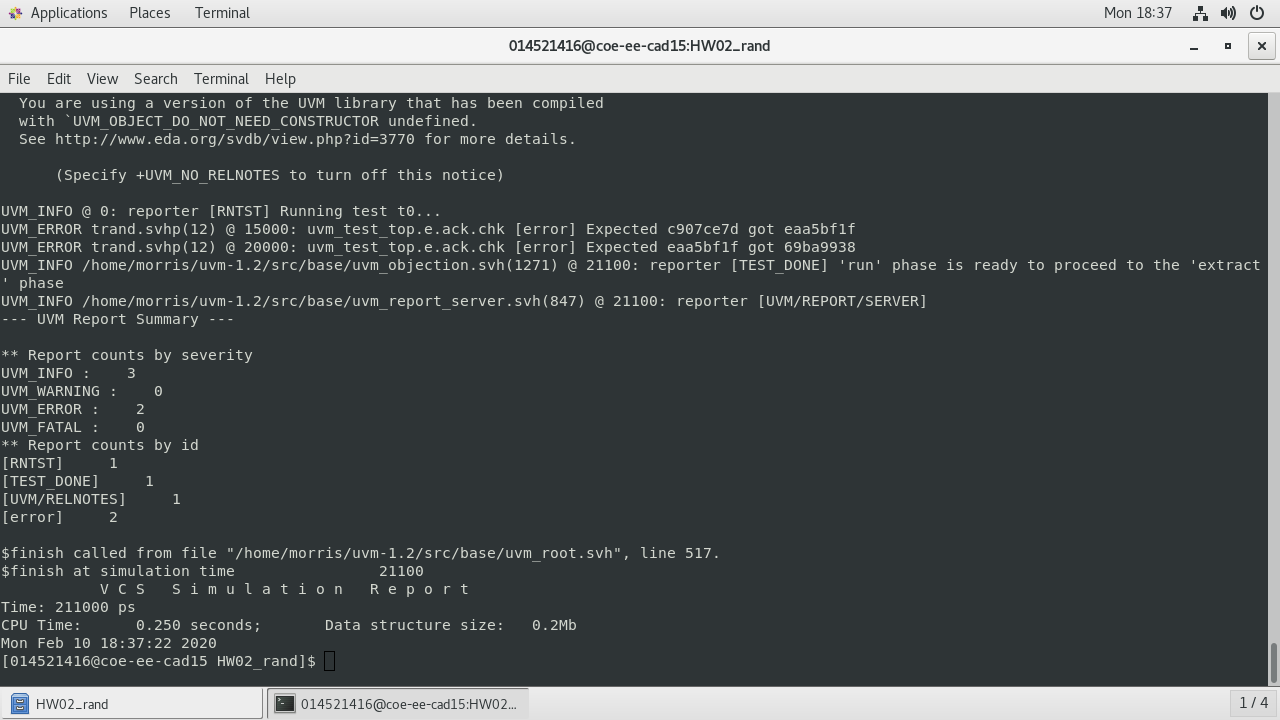 Applications Places Terminal Mon 18:37
014521416@coe-ee-cad15:HW02_rand
File Edit View Search Terminal Help
You are using a version of the UVM library that has been compiled
with `UVM_OBJECT_DO_NOT_NEED_CONSTRUCTOR undefined.
See http://www.eda.org/svdb/view.php?id=3770 for more details.
(Specify +UVM_NO_RELNOTES to turn off this notice)
UVM_INFO @ 0: reporter [RNTST] Running test t0...
UVM_ERROR trand.svhp(12) @ 15000: uvm_test_top.e.ack.chk [error] Expected c907ce7d got eaa5bf1f
UVM_ERROR trand.svhp(12) @ 20000: uvm_test_top.e.ack.chk [error] Expected eaa5bf1f got 69ba9938
UVM_INFO /home/morris/uvm-1.2/src/base/uvm_objection.svh(1271) @ 21100: reporter [TEST_DONE] 'run' phase is ready to proceed to the 'extract
' phase
UVM_INFO /home/morris/uvm-1.2/src/base/uvm_report_server.svh(847) @ 21100: reporter [UVM/REPORT/SERVER]
--- UVM Report Summary ---
** Report counts by severity
UVM_INFO :    3
UVM_WARNING :    0
UVM_ERROR :    2
UVM_FATAL :    0
** Report counts by id
[RNTST]     1
[TEST_DONE]     1
[UVM/RELNOTES]     1
[error]     2
$finish called from file "/home/morris/uvm-1.2/src/base/uvm_root.svh", line 517.
$finish at simulation time                21100
V C S   S i m u l a t i o n   R e p o r t
Time: 211000 ps
CPU Time:      0.250 seconds;       Data structure size:   0.2Mb
Mon Feb 10 18:37:22 2020
[014521416@coe-ee-cad15 HW02_rand]$
HW02_rand 014521416@coe-ee-cad15:HW02... 1 / 4